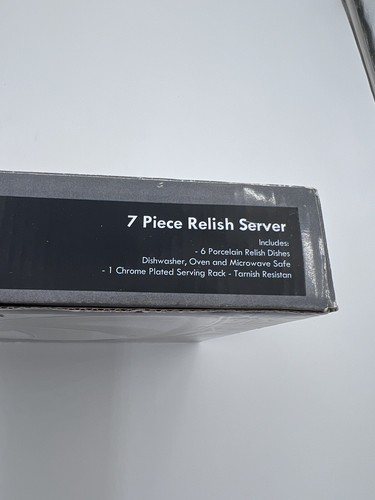 7 Piece Relish Server
Includes:
- 6 Porcelain Relish Dishes
Dishwasher, Oven and Microwave Safe
- 1 Chrome Plated Serving Rack - Tarnish Resistan